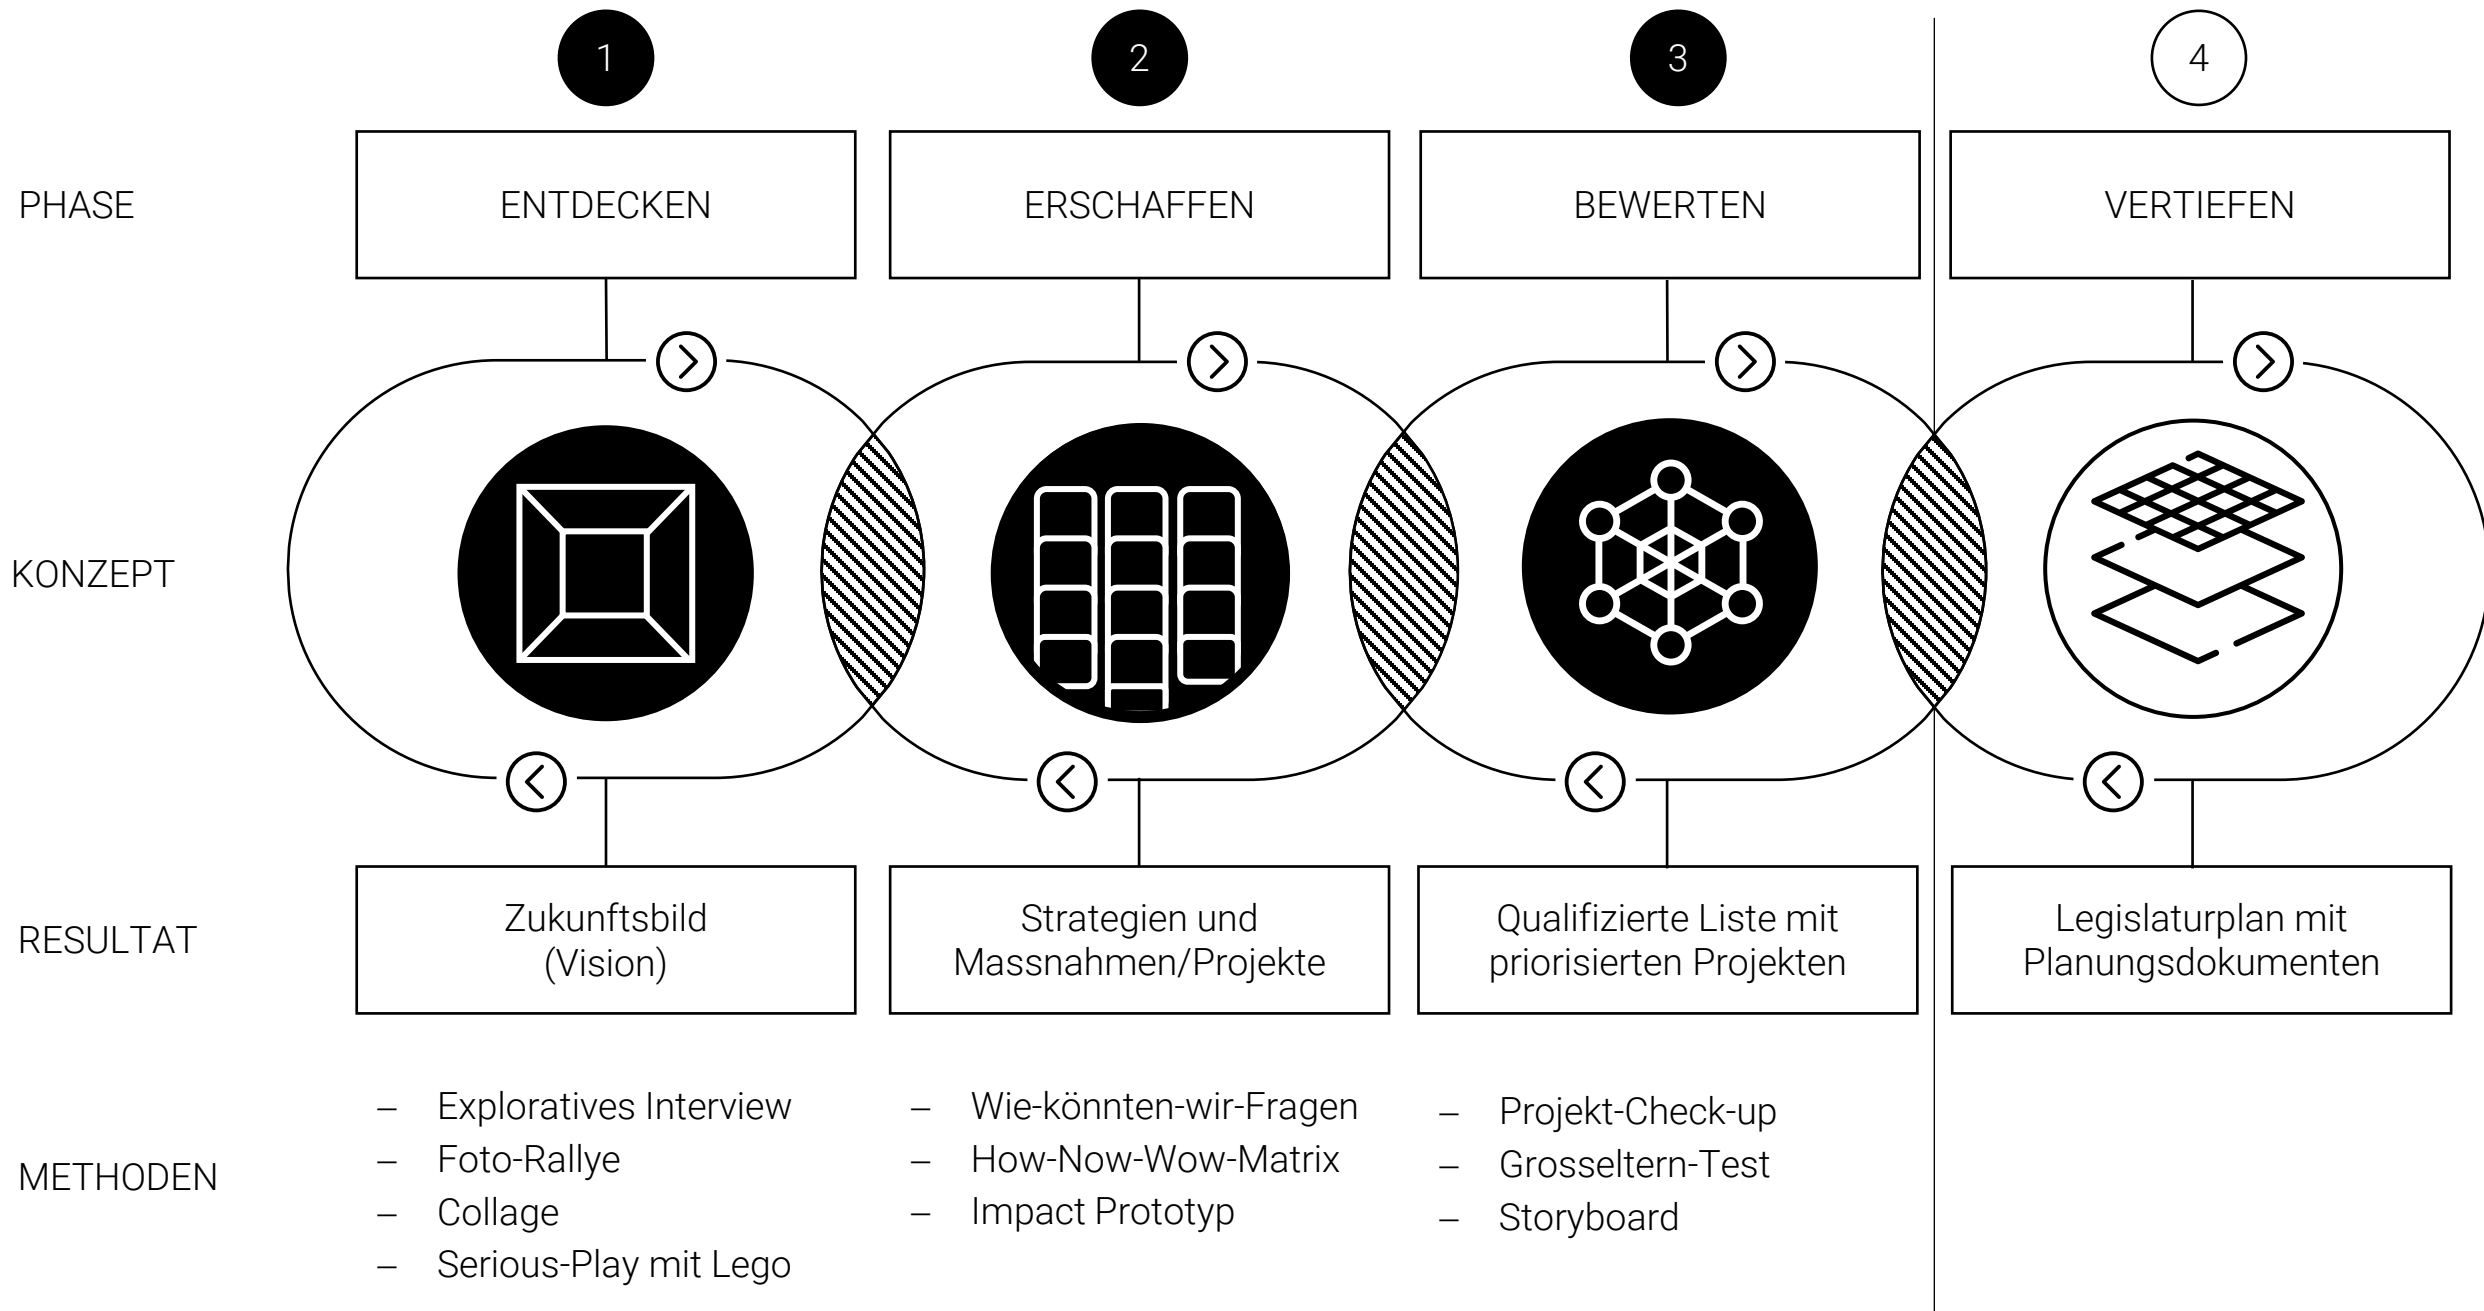 1
2
3
4
PHASE
ENTDECKEN
ERSCHAFFEN
BEWERTEN
VERTIEFEN
KONZEPT
RESULTAT
Zukunftsbild
(Vision)
Strategien und
Massnahmen/Projekte
Qualifizierte Liste mit
priorisierten Projekten
Legislaturplan mit
Planungsdokumenten
METHODEN
– Exploratives Interview
– Foto-Rallye
– Collage
– Serious-Play mit Lego
– Wie-könnten-wir-Fragen
– How-Now-Wow-Matrix
– Impact Prototyp
– Projekt-Check-up
– Grosseltern-Test
– Storyboard